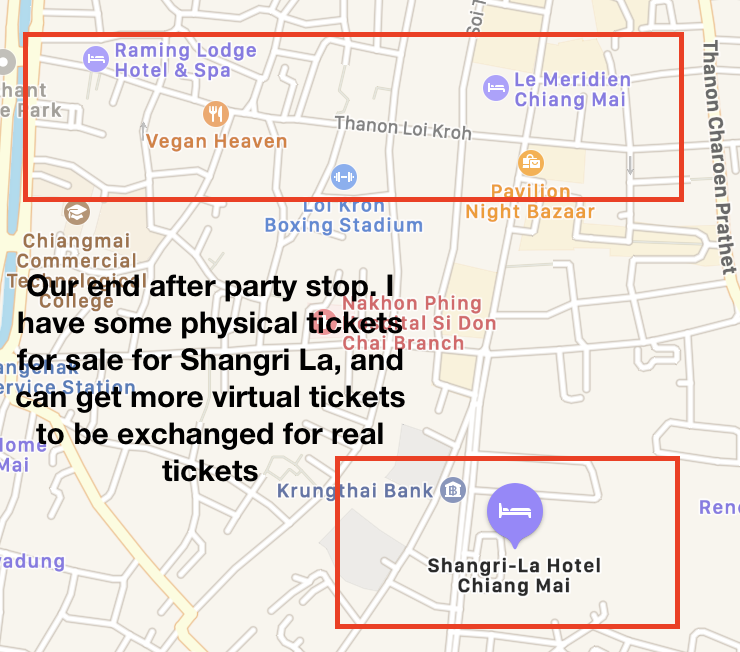 Raming Lodge
Hotel & Spa
Le Meridien
Chiang Mai
Soi T
hant
e Park
Vegan Heaven
Thanon Loi Kroh
Thanon Charoen Prathet
Pavilion
Night Bazaar
Loi Kroh
Boxing Stadium
Chiangmai
Commercial
Technological
College
Our end after party stop. I
have some physical tickets
for sale for Shangri La, and
can get more virtual tickets
to be exchanged for real
tickets
Nakhon Phing
Hospital Si Don
Chai Branch
angchak
ervice Station
Home
Mai
Krungthai Bank
Shangri-La Hotel
Chiang Mai
Rene
adung